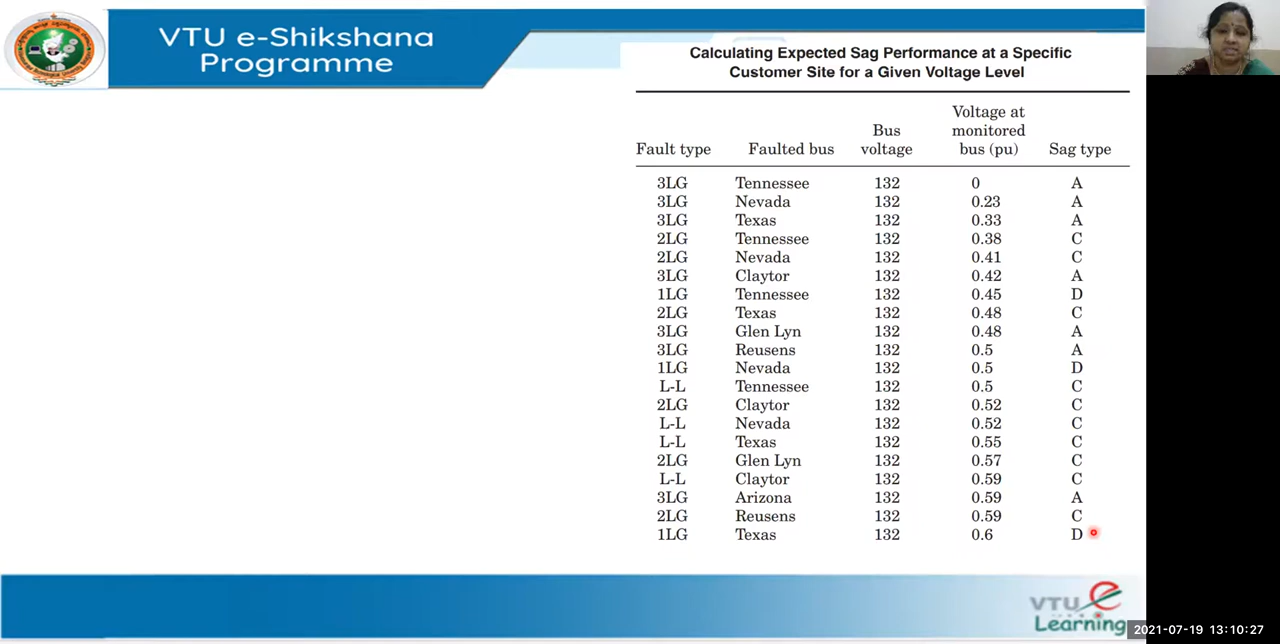 VTU e-Shikshana
Programme
Calculating Expected Sag Performance at a Specific
Customer Site for a Given Voltage Level
Fault type Faulted bus Bus voltage Voltage at monitored bus (pu) Sag type
3LG Tennessee 132 0 A
3LG Nevada 132 0.23 A
3LG Texas 132 0.33 A
2LG Tennessee 132 0.38 C
2LG Nevada 132 0.41 C
3LG Claytor 132 0.42 A
1LG Tennessee 132 0.45 D
2LG Texas 132 0.48 C
3LG Glen Lyn 132 0.48 A
3LG Reusens 132 0.5 A
1LG Nevada 132 0.5 D
L-L Tennessee 132 0.5 C
2LG Claytor 132 0.52 C
L-L Nevada 132 0.52 C
L-L Texas 132 0.55 C
2LG Glen Lyn 132 0.57 C
L-L Claytor 132 0.59 C
3LG Arizona 132 0.59 A
2LG Reusens 132 0.59 C
1LG Texas 132 0.6 D
VTU e
Learning
2021-07-19 13:10:27